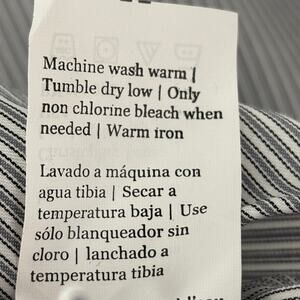 Machine wash warm |
Tumble dry low | Only
non chlorine bleach when
needed | Warm iron
Lavado a máquina con
agua tibia | Secar a
temperatura baja | Use
sólo blanqueador sin
cloro | lanchado a
temperatura tibia